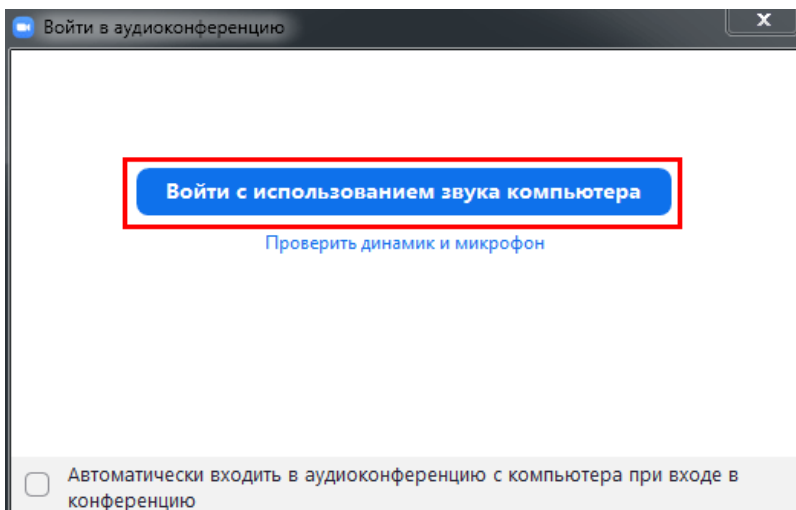 Войти в аудиоконференцию
Войти с использованием звука компьютера
Проверить динамик и микрофон
Автоматически входить в аудиоконференцию с компьютера при входе в
конференцию